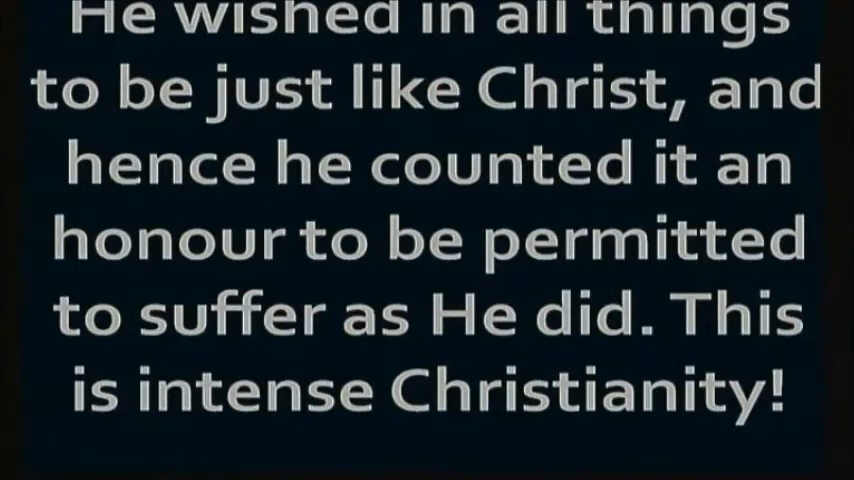 He wished in all things
to be just like Christ, and
hence he counted it an
honour to be permitted
to suffer as He did. This
is intense Christianity!